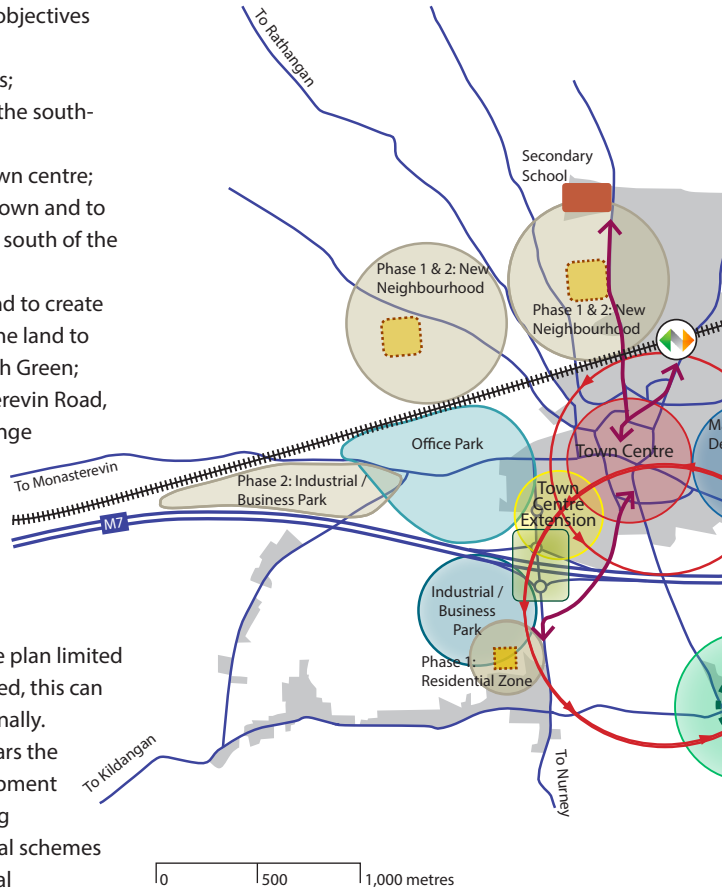 objectives
s;
the south-
wn centre;
own and to
south of the
nd to create
ne land to
h Green;
erevin Road,
nge
e plan limited
ed, this can
nally.
ars the
opment
g
al schemes
al
To Rathangan
Secondary
School
Phase 1 & 2: New
Neighbourhood
Phase 1 & 2: New
Neighbourhood
Office Park
Town Centre
M
De
To Monasterevin
Phase 2: Industrial /
Business Park
Town
Centre
Extension
M7
Industrial /
Business
Park
Phase 1:
Residential Zone
To Kildangan
To Nurney
0
500
1,000 metres